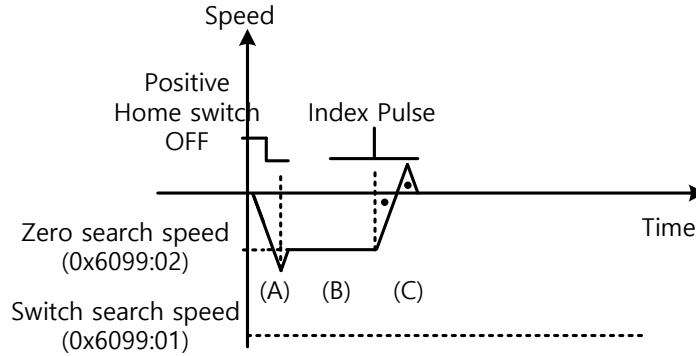 Speed
Positive
Home switch
OFF
Index Pulse
Time
Zero search speed
(0x6099:02)
(A)
(B)
(C)
Switch search speed
(0x6099:01)